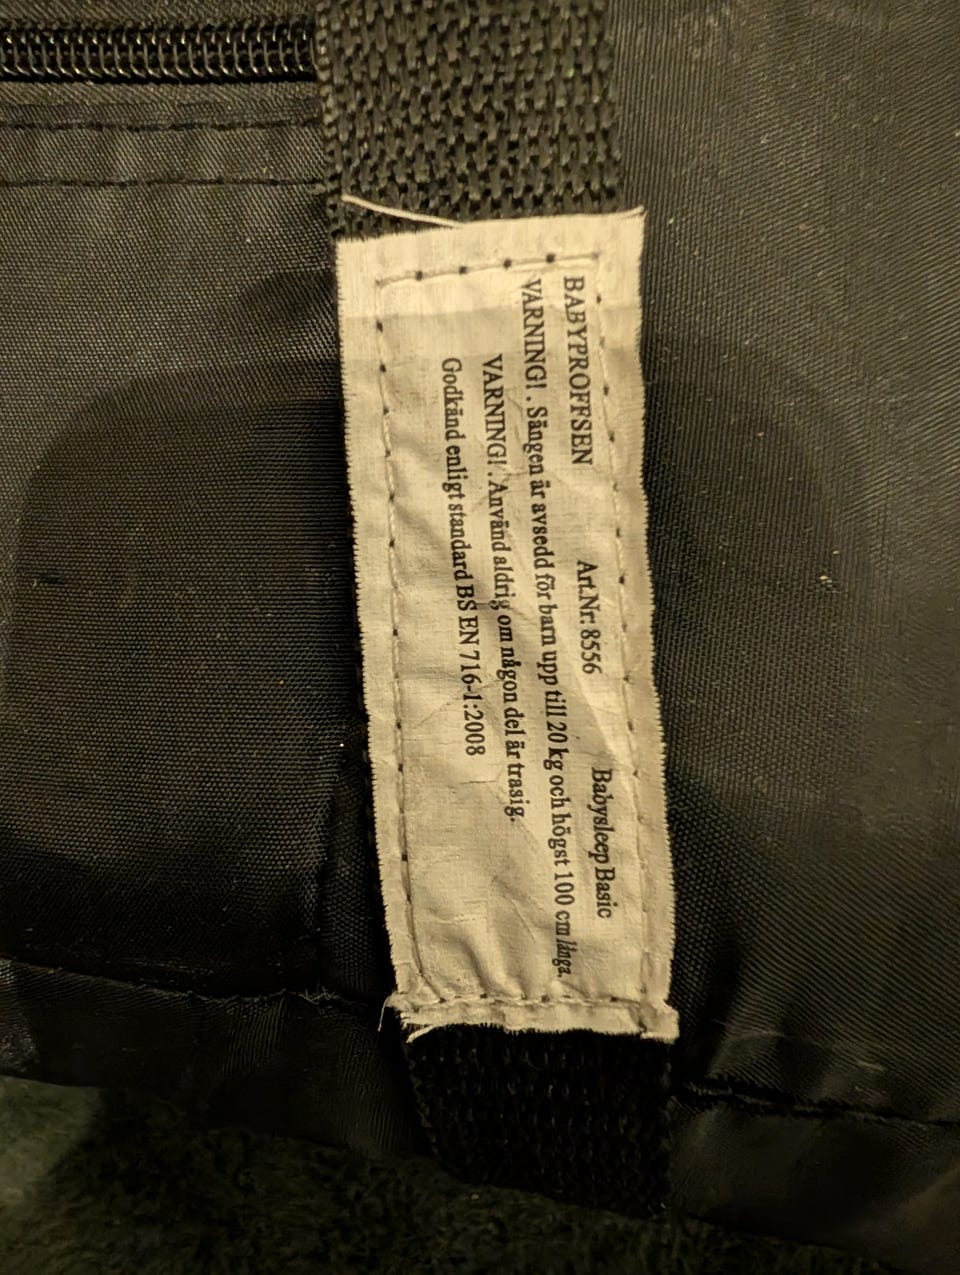 BABYPROFFSEN Art.Nr: 8556 Babysleep Basic
VARNING! . Sängen är avsedd för barn upp till 20 kg och högst 100 cm långa.
VARNING! . Använd aldrig om någon del är trasig.
Godkänd enligt standard BS EN 716-1:2008